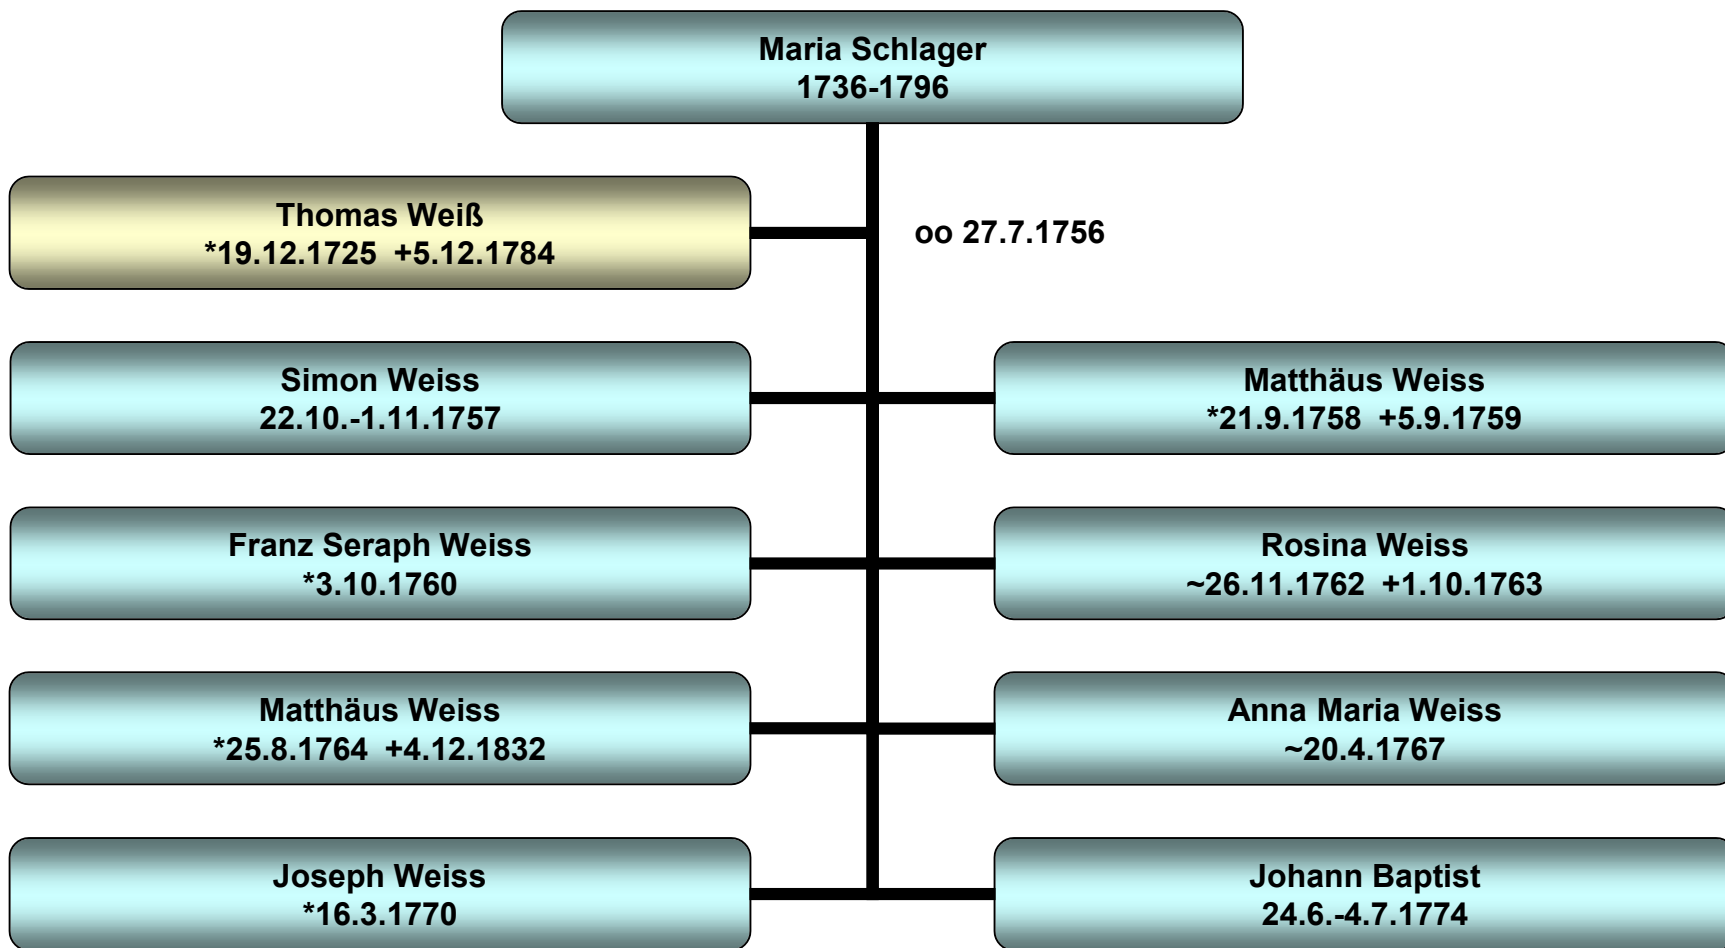 Maria Schlager
1736-1796
Thomas Weiß
*19.12.1725 +5.12.1784
oo 27.7.1756
Simon Weiss
22.10.-1.11.1757
Matthäus Weiss
*21.9.1758 +5.9.1759
Franz Seraph Weiss
*3.10.1760
Rosina Weiss
~26.11.1762 +1.10.1763
Matthäus Weiss
*25.8.1764 +4.12.1832
Anna Maria Weiss
~20.4.1767
Joseph Weiss
*16.3.1770
Johann Baptist
24.6.-4.7.1774